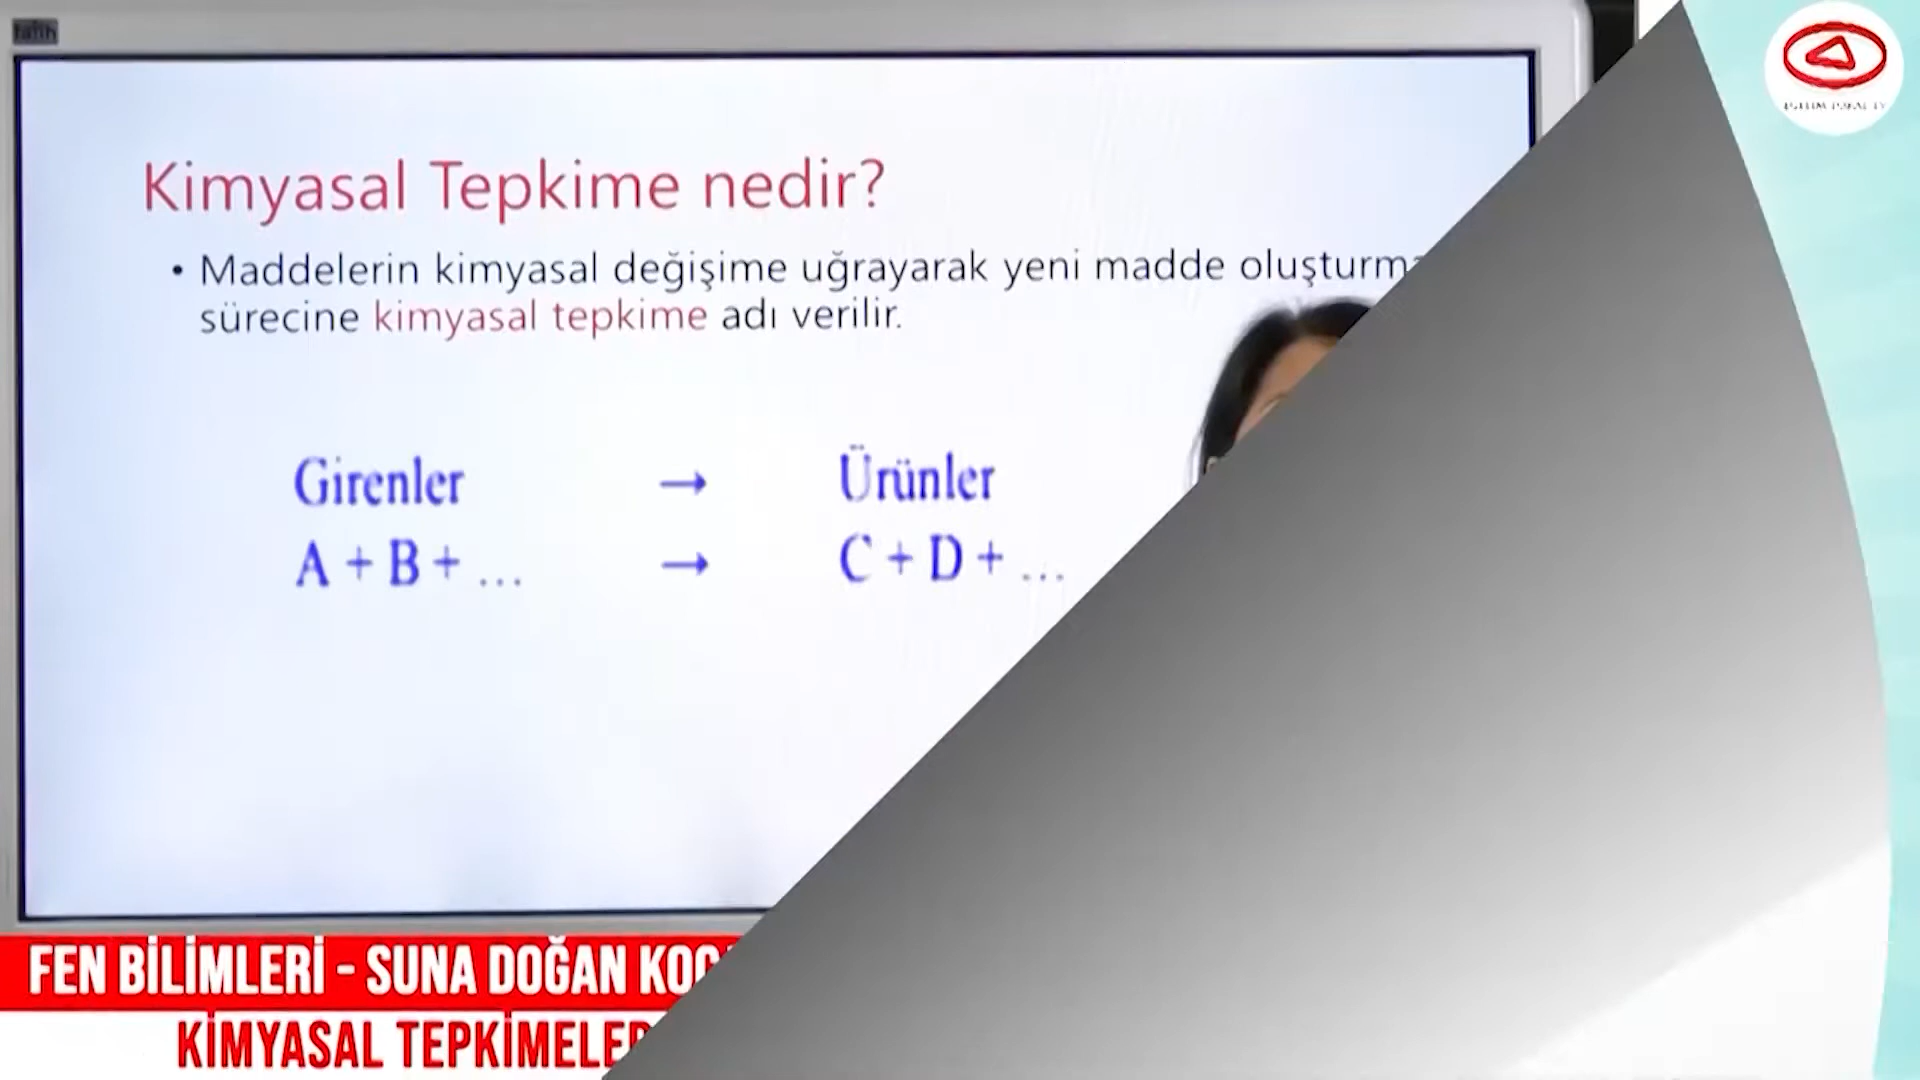 fatih
Kimyasal Tepkime nedir?
• Maddelerin kimyasal değişime uğrayarak yeni madde
sürecine kimyasal tepkime adı verilir.
Girenler → Ürünler
A + B + ... → C + D + ...
FEN BİLİMLERİ - SUNA DOĞAN
KİMYASAL